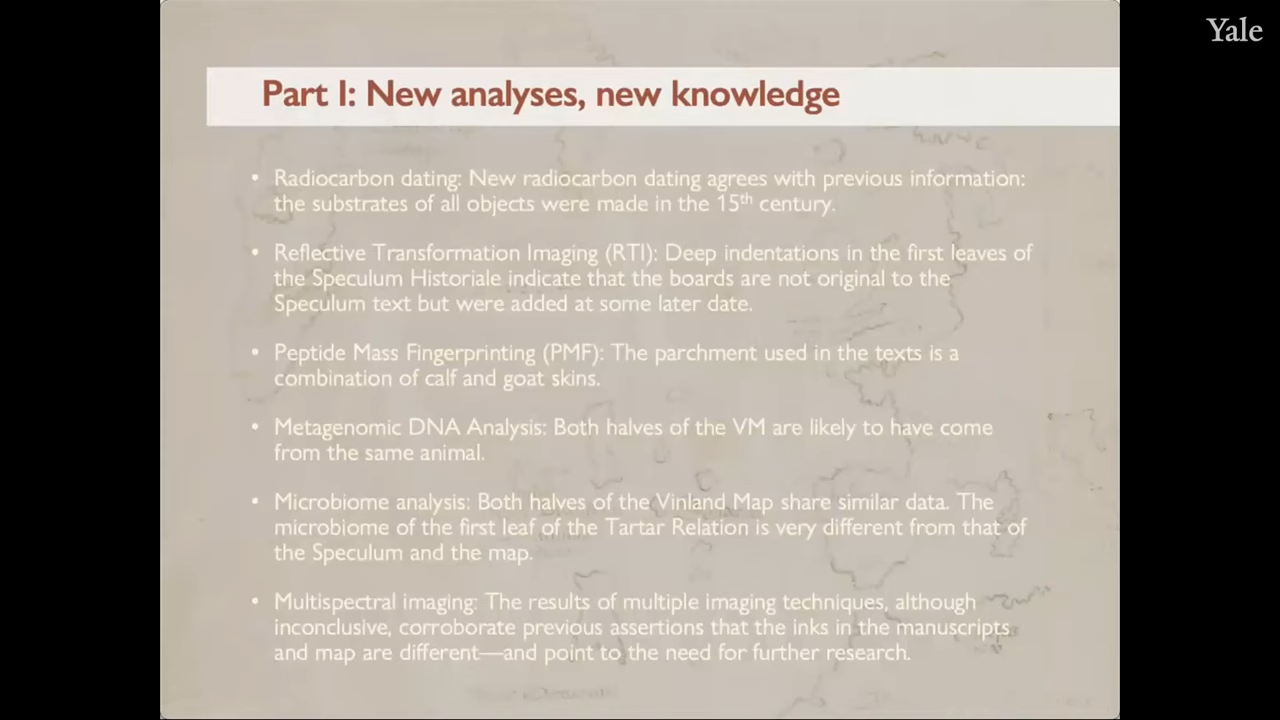 Yale
Part I: New analyses, new knowledge
• Radiocarbon dating: New radiocarbon dating agrees with previous information:
the substrates of all objects were made in the 15th century.
• Reflective Transformation Imaging (RTI): Deep indentations in the first leaves of
the Speculum Historiale indicate that the boards are not original to the
Speculum text but were added at some later date.
• Peptide Mass Fingerprinting (PMF): The parchment used in the texts is a
combination of calf and goat skins.
• Metagenomic DNA Analysis: Both halves of the VM are likely to have come
from the same animal.
• Microbiome analysis: Both halves of the Vinland Map share similar data. The
microbiome of the first leaf of the Tartar Relation is very different from that of
the Speculum and the map.
• Multispectral imaging: The results of multiple imaging techniques, although
inconclusive, corroborate previous assertions that the inks in the manuscripts
and map are different—and point to the need for further research.